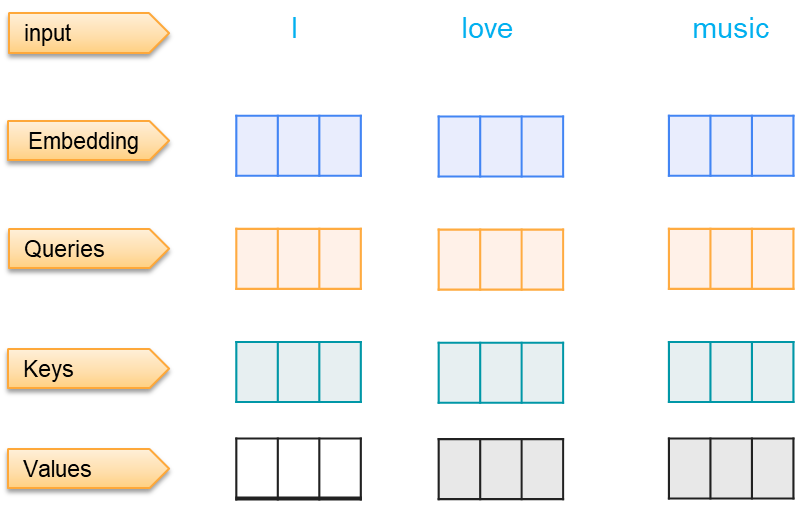 input I love music
Embedding
Queries
Keys
Values